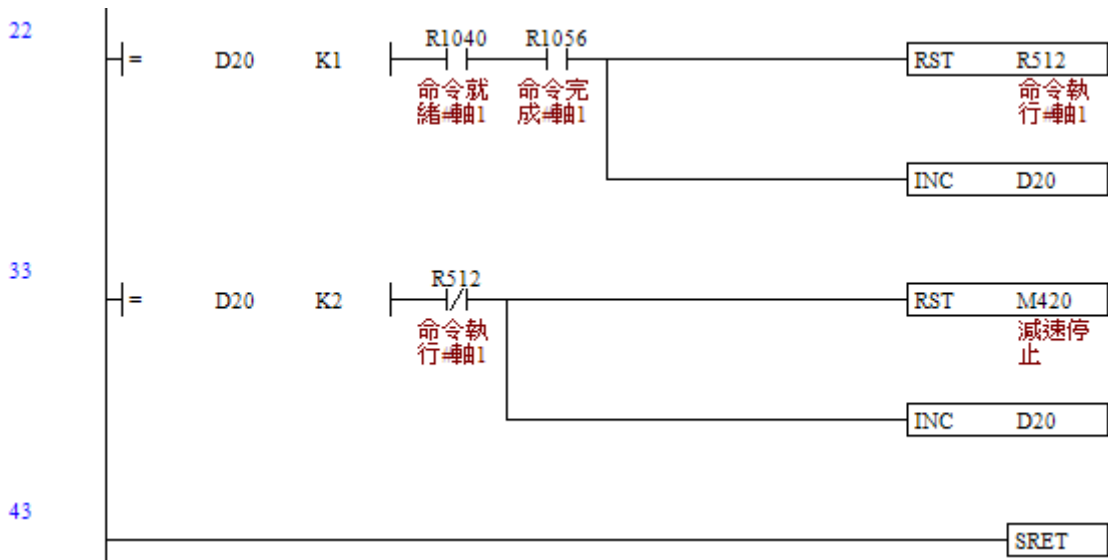 22
R1040 R1056
= D20 K1 RST R512
命令就 命令完 命令執
緒#軸1 成#軸1 行#軸1
INC D20
33
R512
= D20 K2 RST M420
命令執 減速停
行#軸1 止
INC D20
43
SRET